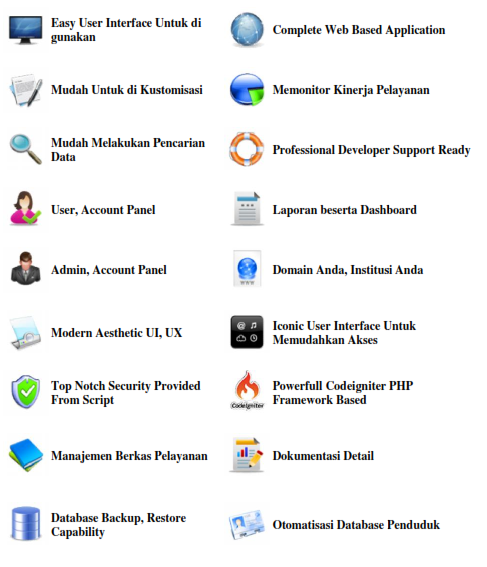 Easy User Interface Untuk di
gunakan
Complete Web Based Application
Mudah Untuk di Kustomisasi
Memonitor Kinerja Pelayanan
Mudah Melakukan Pencarian
Data
Professional Developer Support Ready
User, Account Panel
Laporan beserta Dashboard
Admin, Account Panel
WWW
Domain Anda, Institusi Anda
Modern Aesthetic UI, UX
@
Iconic User Interface Untuk
Memudahkan Akses
Top Notch Security Provided
From Script
CodeIgniter
Powerfull Codeigniter PHP
Framework Based
Manajemen Berkas Pelayanan
Dokumentasi Detail
Database Backup, Restore
Capability
Otomatisasi Database Penduduk